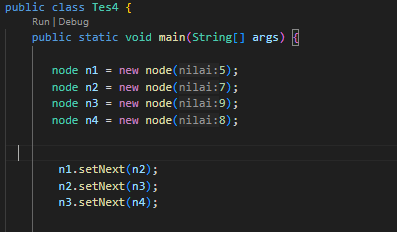 public class Tes4 {
Run | Debug
public static void main(String[] args) {
node n1 = new node(nilai:5);
node n2 = new node(nilai:7);
node n3 = new node(nilai:9);
node n4 = new node(nilai:8);
n1.setNext(n2);
n2.setNext(n3);
n3.setNext(n4);